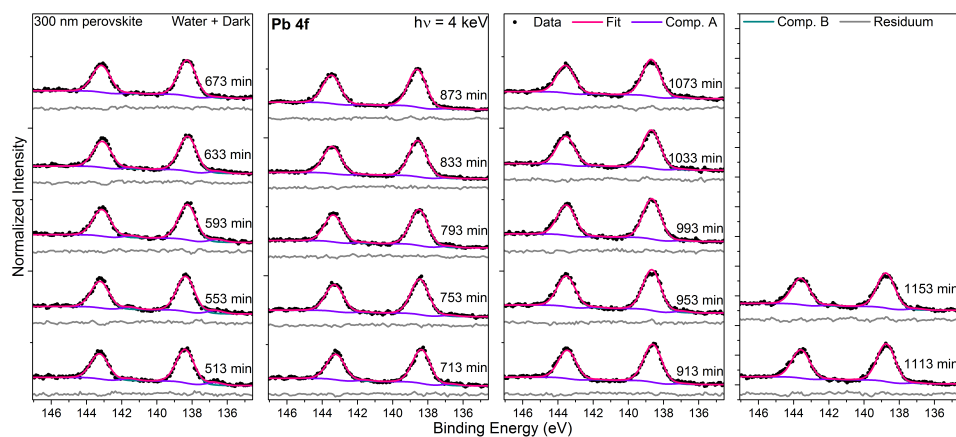 300 nm perovskite Water + Dark
Pb 4f hν = 4 keV
Data Fit Comp. A
Comp. B Residuum
673 min
633 min
593 min
553 min
513 min
873 min
833 min
793 min
753 min
713 min
1073 min
1033 min
993 min
953 min
913 min
1153 min
1113 min
Normalized Intensity
146 144 142 140 138 136
146 144 142 140 138 136
146 144 142 140 138 136
146 144 142 140 138 136
Binding Energy (eV)